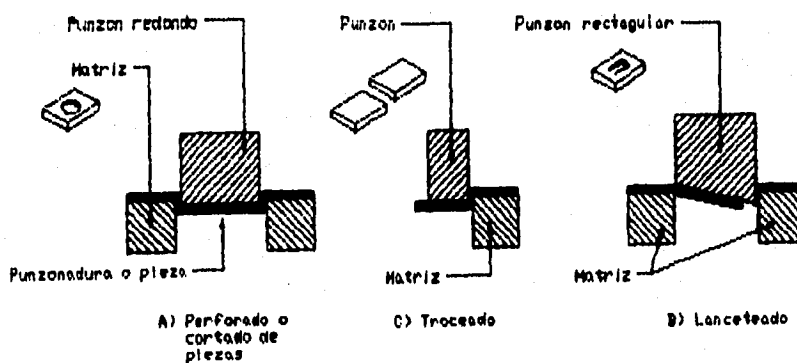 Punzon redondo
Matriz
Punzonadura o pieza
A) Perforado o
cortado de
piezas
Punzon
Matriz
C) Troceado
Punzon rectagular
Matriz
B) Lanceteado